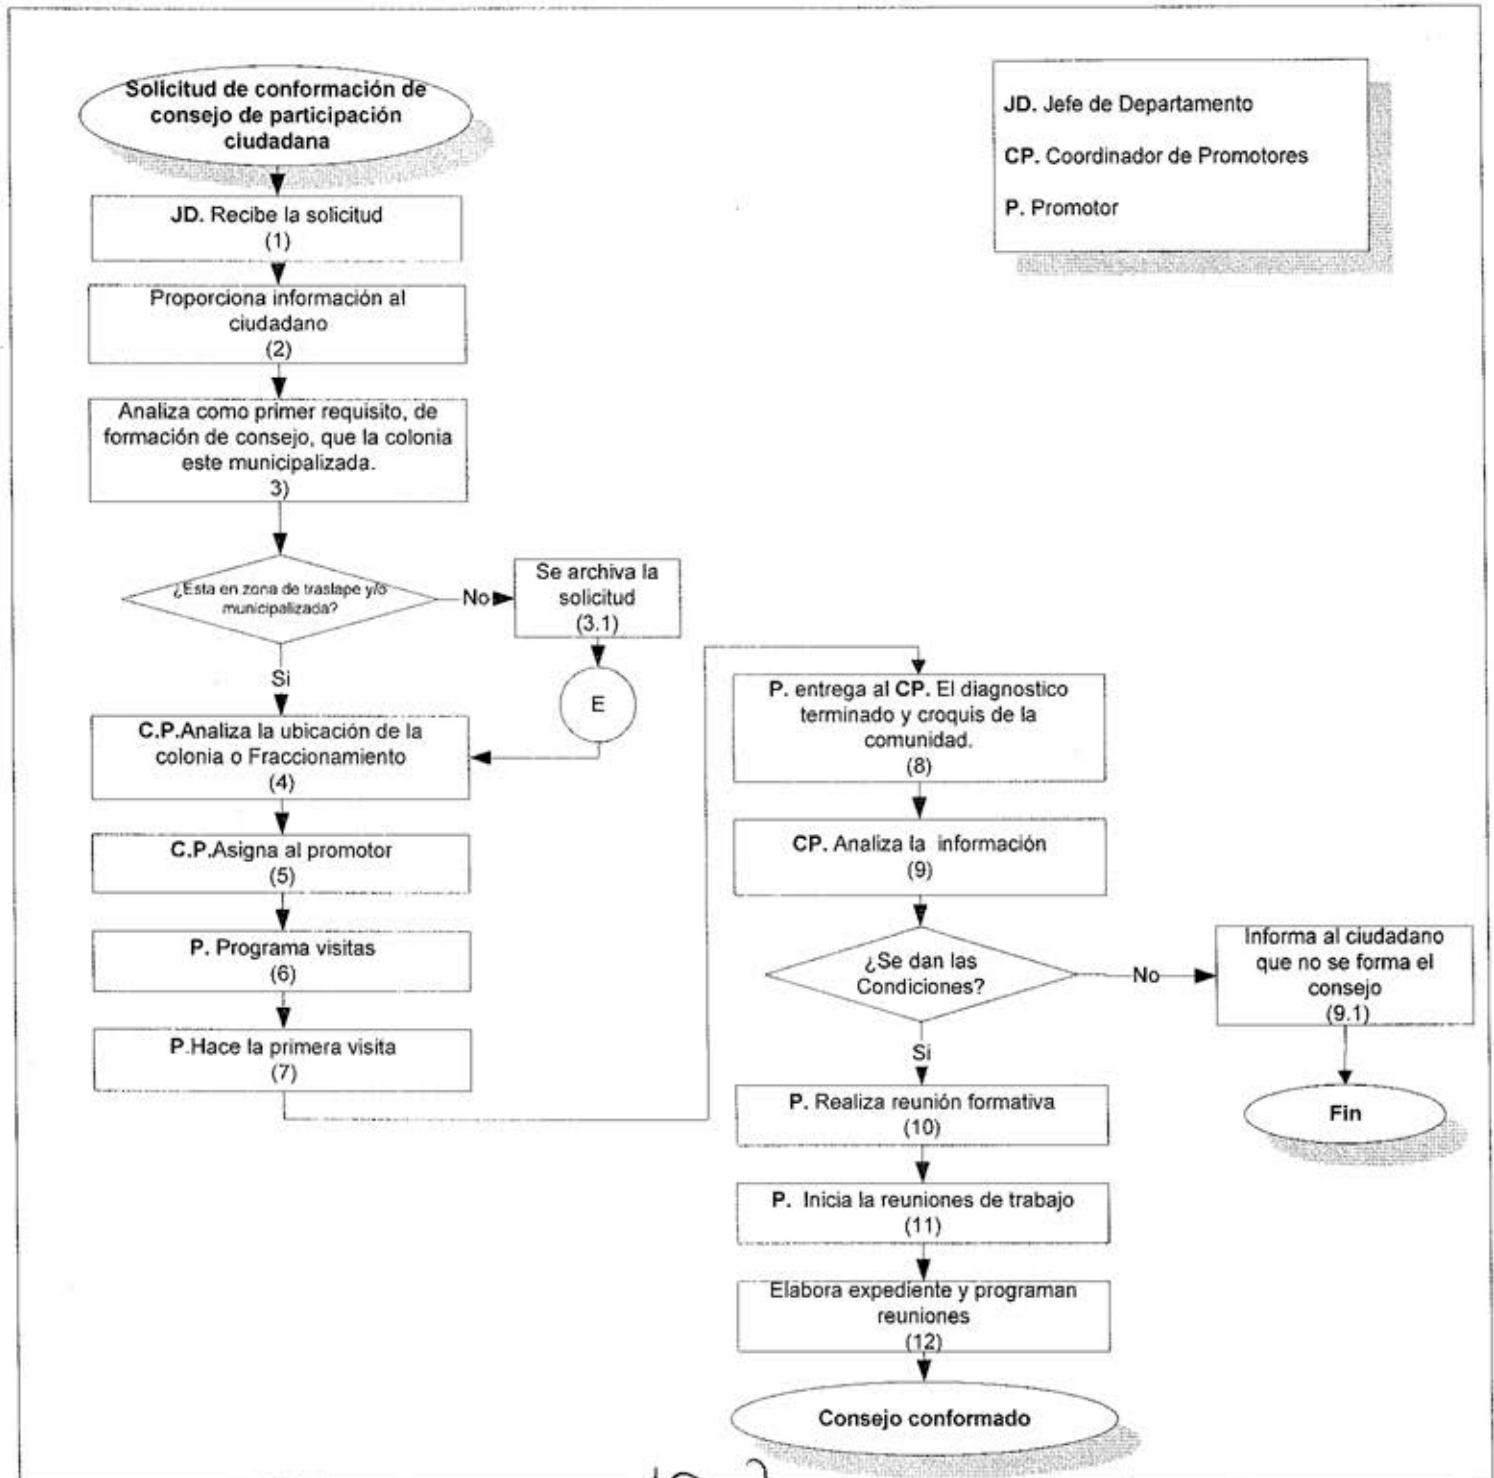 Solicitud de conformación de
consejo de participación
ciudadana
JD. Recibe la solicitud
(1)
Proporciona información al
ciudadano
(2)
Analiza como primer requisito, de
formación de consejo, que la colonia
este municipalizada.
3)
¿Esta en zona de traslape y/o
municipalizada?
No
Se archiva la
solicitud
(3.1)
E
Si
C.P.Analiza la ubicación de la
colonia o Fraccionamiento
(4)
C.P.Asigna al promotor
(5)
P. Programa visitas
(6)
P.Hace la primera visita
(7)
JD. Jefe de Departamento
CP. Coordinador de Promotores
P. Promotor
P. entrega al CP. El diagnostico
terminado y croquis de la
comunidad.
(8)
CP. Analiza la información
(9)
¿Se dan las
Condiciones?
No
Informa al ciudadano
que no se forma el
consejo
(9.1)
Fin
Si
P. Realiza reunión formativa
(10)
P. Inicia la reuniones de trabajo
(11)
Elabora expediente y programan
reuniones
(12)
Consejo conformado